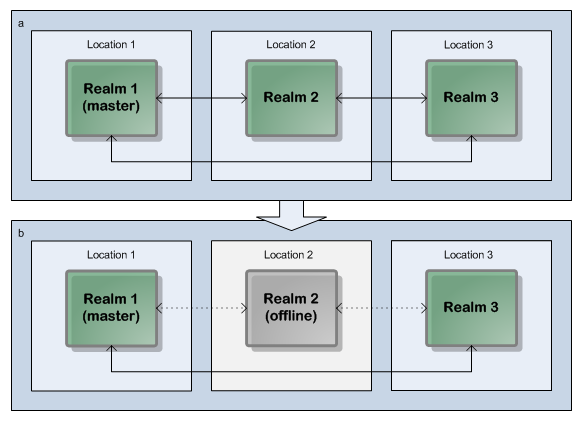 a
Location 1
Location 2
Location 3
Realm 1
(master)
Realm 2
Realm 3
b
Location 1
Location 2
Location 3
Realm 1
(master)
Realm 2
(offline)
Realm 3